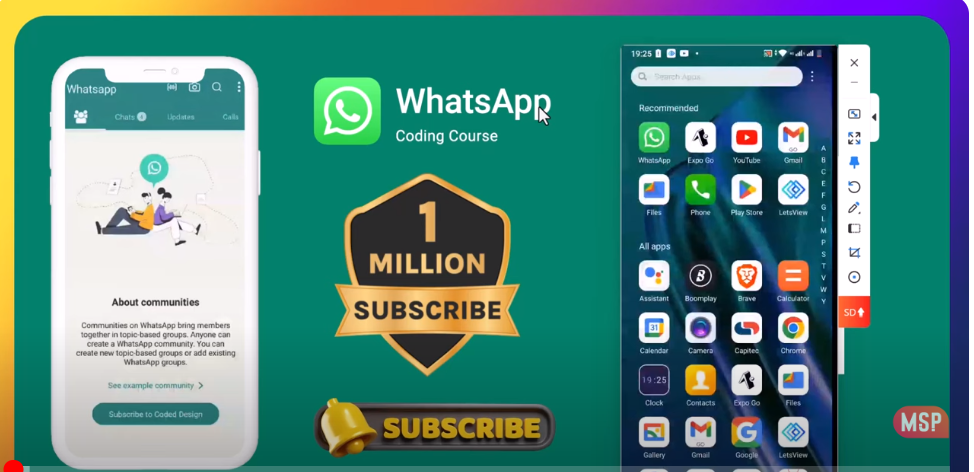 Whatsapp
Chats 4 Updates Calls
About communities
Communities on WhatsApp bring members
together in topic-based groups. Anyone can
create a WhatsApp community. You can
create new topic-based groups or add existing
WhatsApp groups.
See example community
Subscribe to Coded Design
WhatsApp
Coding Course
1
MILLION
SUBSCRIBE
SUBSCRIBE
19:25
Search Apps
Recommended
WhatsApp Expo Go YouTube Gmail
GO
Files Phone Play Store LetsView
All apps
Assistant Boomplay Brave Calculator
31
Calendar Camera Capitec Chrome
19:25
Clock Contacts Expo Go Files
GO
Gallery Gmail Google LetsView
A
B
C
E
F
G
L
M
P
S
T
V
W
Y
SD
MSP